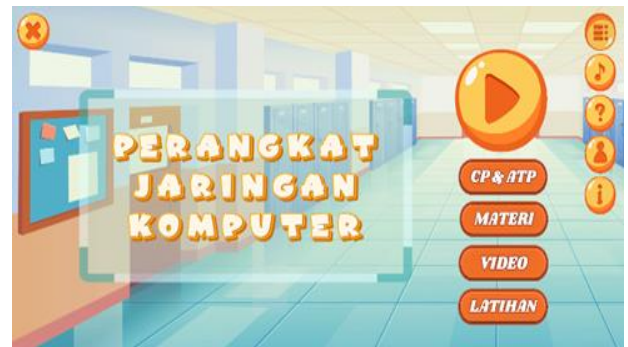 PERANGKAT
JARINGAN
KOMPUTER
CP & ATP
MATERI
VIDEO
LATIHAN
?
i